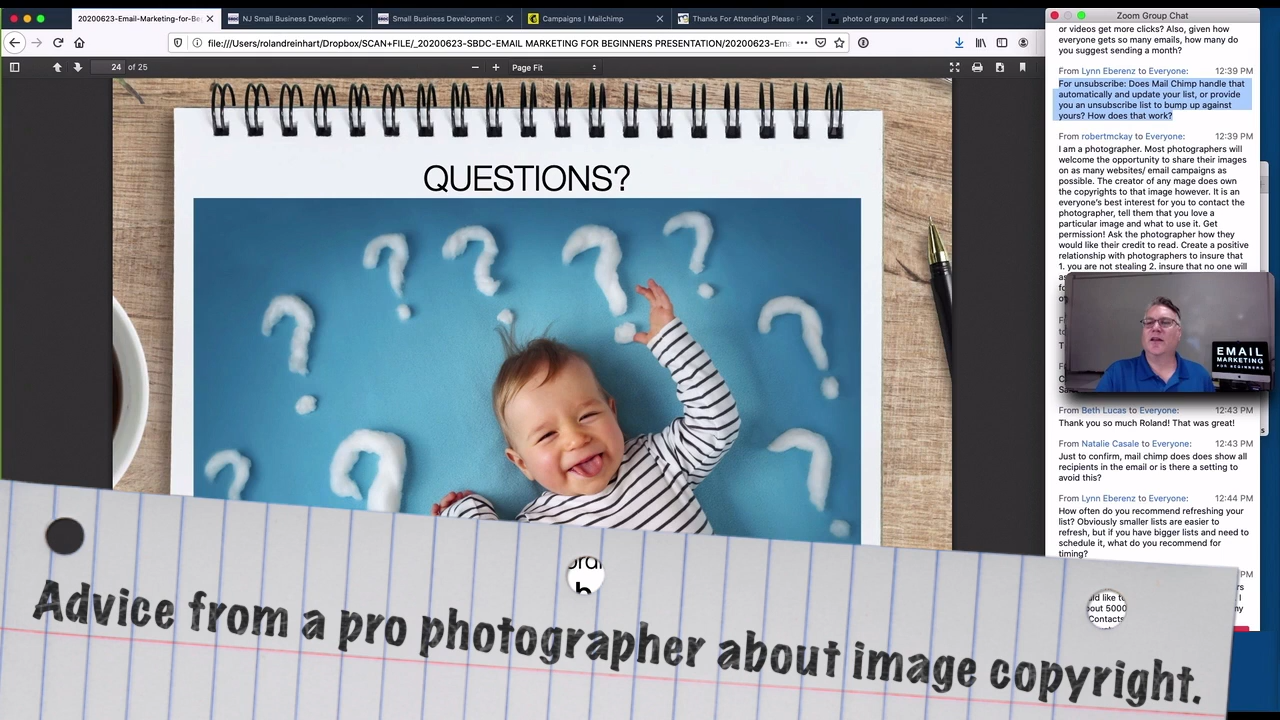 20200623-Email-Marketing-for-Be
NJ Small Business Developmen
Small Business Development C
Campaigns | Mailchimp
Thanks For Attending! Please R
photo of gray and red spaceshi
file:///Users/rolandreinhart/Dropbox/SCAN+FILE/_20200623-SBDC-EMAIL MARKETING FOR BEGINNERS PRESENTATION/20200623-Em
24 of 25
Page Fit
QUESTIONS?
Zoom Group Chat
or videos get more clicks? Also, given how
everyone gets so many emails, how many do
you suggest sending a month?
From Lynn Eberenz to Everyone: 12:39 PM
For unsubscribe: Does Mail Chimp handle that
automatically and update your list, or provide
you an unsubscribe list to bump up against
yours? How does that work?
From robertmckay to Everyone: 12:39 PM
I am a photographer. Most photographers will
welcome the opportunity to share their images
on as many websites/ email campaigns as
possible. The creator of any mage does own
the copyrights to that image however. It is an
everyone's best interest for you to contact the
photographer, tell them that you love a
particular image and what to use it. Get
permission! Ask the photographer how they
would like their credit to read. Create a positive
relationship with photographers to insure that
1. you are not stealing 2. insure that no one will
EMAIL
MARKETING
FOR BEGINNERS
From Beth Lucas to Everyone: 12:43 PM
Thank you so much Roland! That was great!
From Natalie Casale to Everyone: 12:43 PM
Just to confirm, mail chimp does does show all
recipients in the email or is there a setting to
avoid this?
From Lynn Eberenz to Everyone: 12:44 PM
How often do you recommend refreshing your
list? Obviously smaller lists are easier to
refresh, but if you have bigger lists and need to
schedule it, what do you recommend for
timing?
PM
bout 5000
Contacts
Advice from a pro photographer about image copyright.